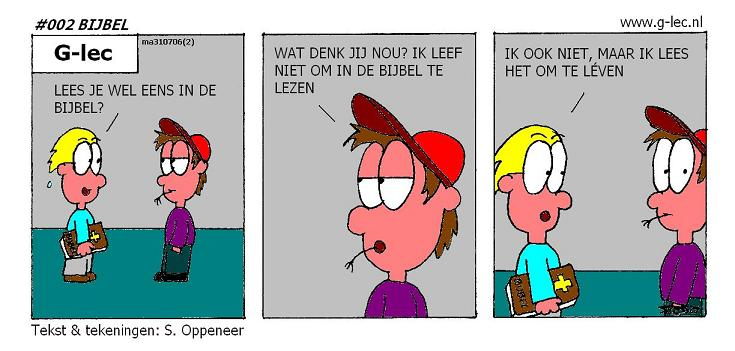 #002 BIJBEL
www.g-lec.nl
G-lec
ma310706(2)
LEES JE WEL EENS IN DE
BIJBEL?
WAT DENK JIJ NOU? IK LEEF
NIET OM IN DE BIJBEL TE
LEZEN
IK OOK NIET, MAAR IK LEES
HET OM TE LÉVEN
BIJBEL
Tekst & tekeningen: S. Oppeneer